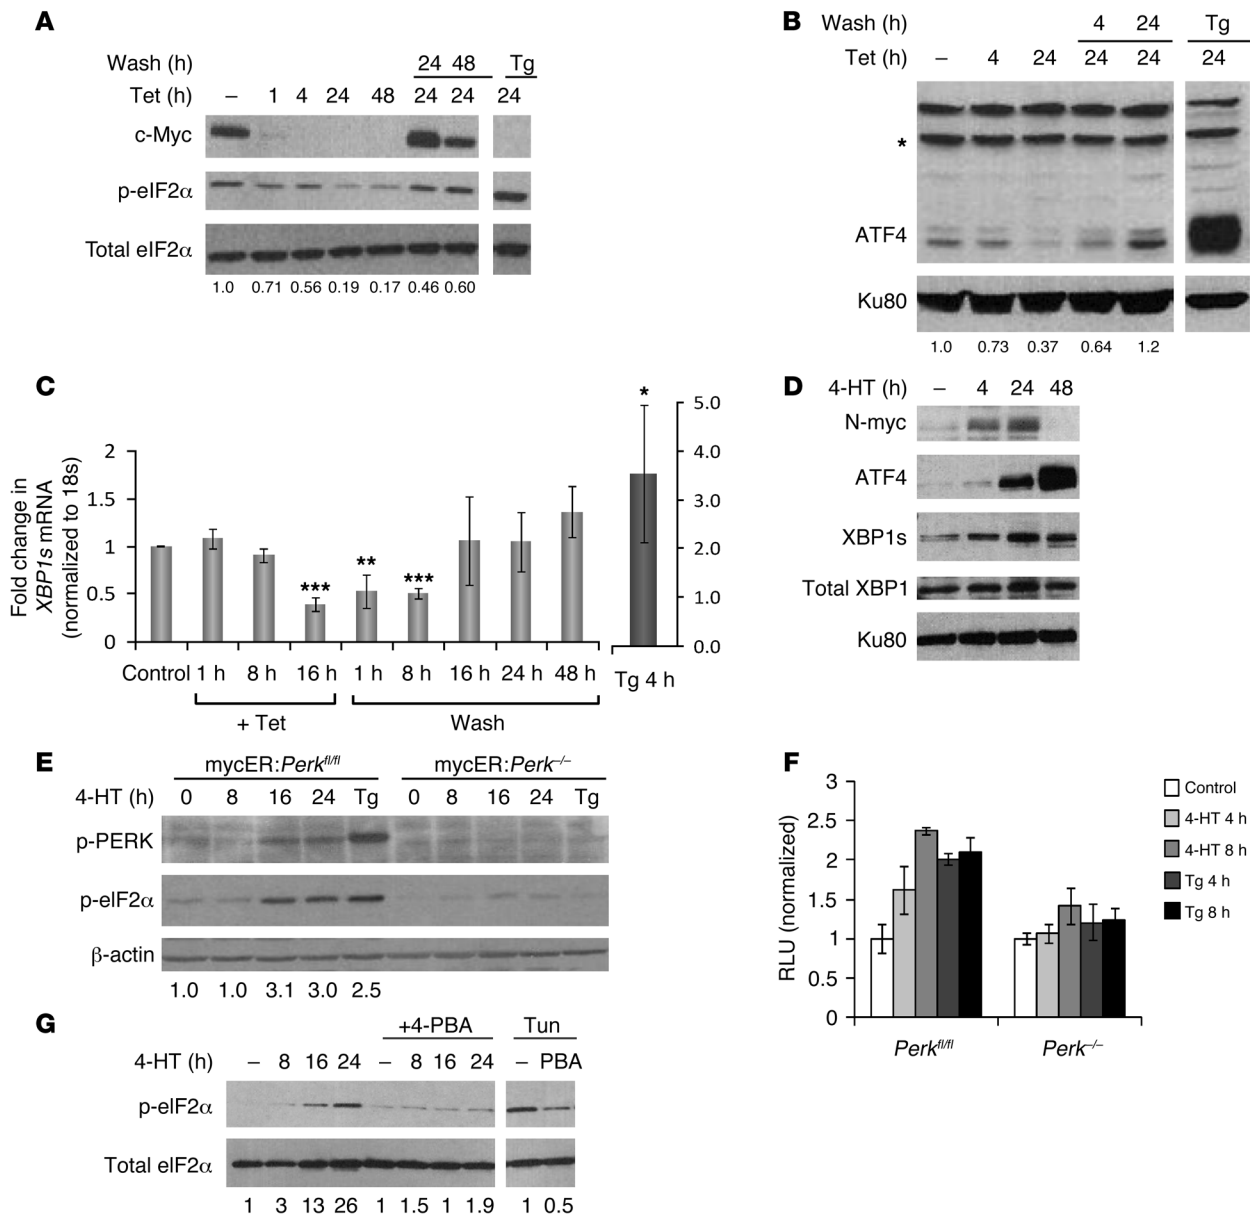 A
Wash (h) 24 48 Tg
Tet (h) – 1 4 24 48 24 24 24
c-Myc
p-eIF2α
Total eIF2α
1.0 0.71 0.56 0.19 0.17 0.46 0.60
B
Wash (h) 4 24 Tg
Tet (h) – 4 24 24 24 24
*
ATF4
Ku80
1.0 0.73 0.37 0.64 1.2
C
Fold change in
XBP1s mRNA
(normalized to 18s)
2
1.5
1
0.5
0
*** ** *** *
5.0
4.0
3.0
2.0
1.0
0.0
Control 1 h 8 h 16 h 1 h 8 h 16 h 24 h 48 h Tg 4 h
+ Tet Wash
D
4-HT (h) – 4 24 48
N-myc
ATF4
XBP1s
Total XBP1
Ku80
E
mycER:Perkfl/fl mycER:Perk–/–
4-HT (h) 0 8 16 24 Tg 0 8 16 24 Tg
p-PERK
p-eIF2α
β-actin
1.0 1.0 3.1 3.0 2.5
F
RLU (normalized)
3
2.5
2
1.5
1
0.5
0
Perkfl/fl Perk–/–
Control
4-HT 4 h
4-HT 8 h
Tg 4 h
Tg 8 h
G
+4-PBA Tun
4-HT (h) – 8 16 24 – 8 16 24 – PBA
p-eIF2α
Total eIF2α
1 3 13 26 1 1.5 1 1.9 1 0.5